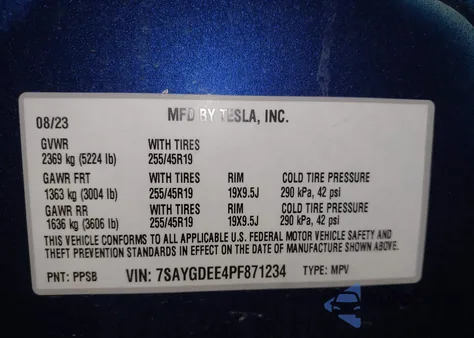 MFD BY TESLA, INC.
08/23
GVWR WITH TIRES
2369 kg (5224 lb) 255/45R19
GAWR FRT WITH TIRES RIM COLD TIRE PRESSURE
1363 kg (3004 lb) 255/45R19 19X9.5J 290 kPa, 42 psi
GAWR RR WITH TIRES RIM COLD TIRE PRESSURE
1636 kg (3606 lb) 255/45R19 19X9.5J 290 kPa, 42 psi
THIS VEHICLE CONFORMS TO ALL APPLICABLE U.S. FEDERAL MOTOR VEHICLE SAFETY AND
THEFT PREVENTION STANDARDS IN EFFECT ON THE DATE OF MANUFACTURE SHOWN ABOVE.
PNT: PPSB VIN: 7SAYGDEE4PF871234 TYPE: MPV